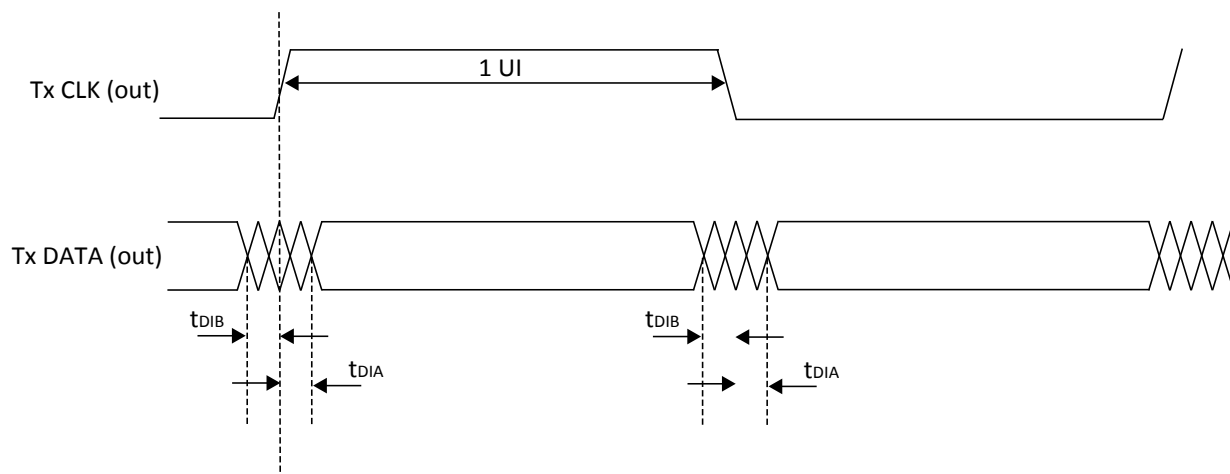 1 UI
Tx CLK (out)
Tx DATA (out)
tDIB
tDIB
tDIA
tDIA